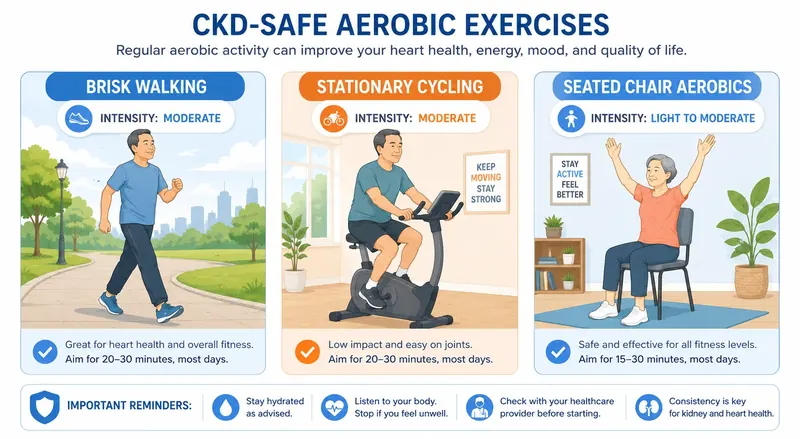 CKD-SAFE AEROBIC EXERCISES
Regular aerobic activity can improve your heart health, energy, mood, and quality of life.
BRISK WALKING
INTENSITY: MODERATE
Great for heart health and overall fitness.
Aim for 20–30 minutes, most days.
STATIONARY CYCLING
INTENSITY: MODERATE
KEEP
MOVING
STAY
STRONG
Low impact and easy on joints.
Aim for 20–30 minutes, most days.
SEATED CHAIR AEROBICS
INTENSITY: LIGHT TO MODERATE
STAY
ACTIVE
FEEL
BETTER
Safe and effective for all fitness levels.
Aim for 15–30 minutes, most days.
IMPORTANT REMINDERS:
Stay hydrated
as advised.
Listen to your body.
Stop if you feel unwell.
Check with your healthcare
provider before starting.
Consistency is key
for kidney and heart health.